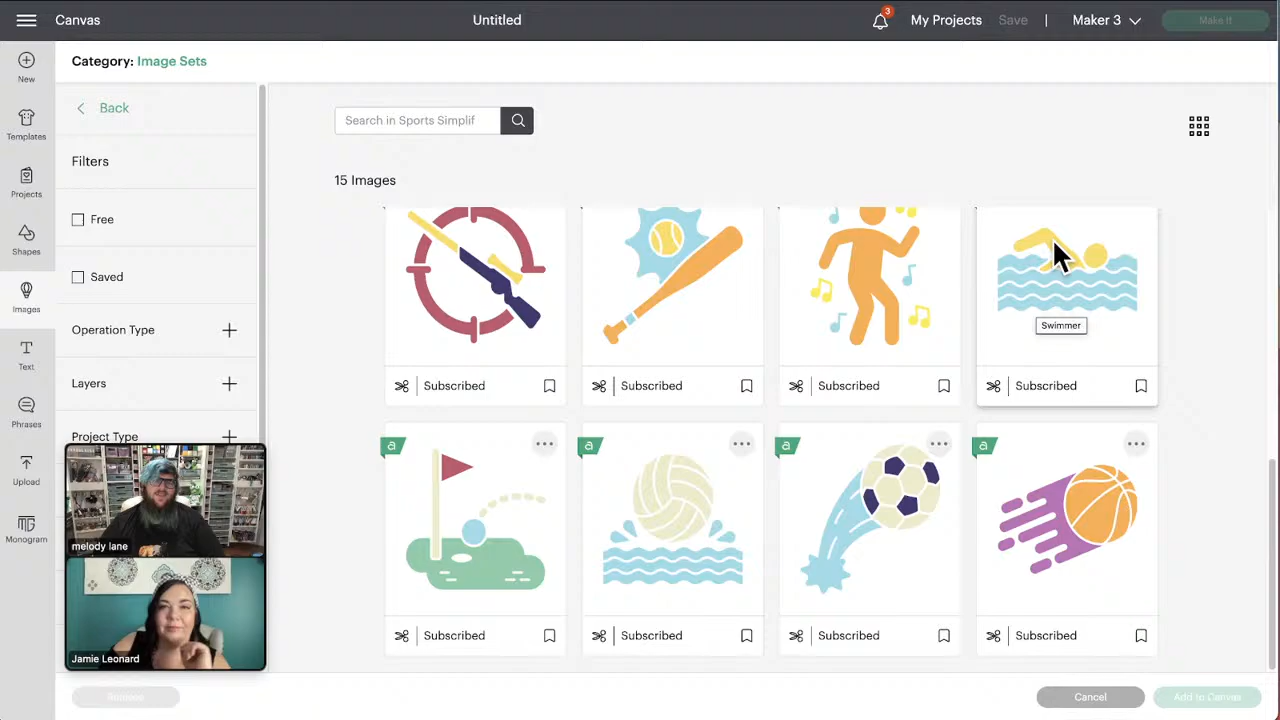 Canvas
Untitled
3
My Projects
Save
Maker 3
Make It
New
Templates
Projects
Shapes
Images
Text
Phrases
Upload
Monogram
Category: Image Sets
Back
Filters
Free
Saved
Operation Type
Layers
Project Type
melody lane
Jamie Leonard
Search in Sports Simplif
15 Images
Swimmer
Subscribed
Subscribed
Subscribed
Subscribed
a
a
a
a
Subscribed
Subscribed
Subscribed
Subscribed
Cancel
Add to Canvas